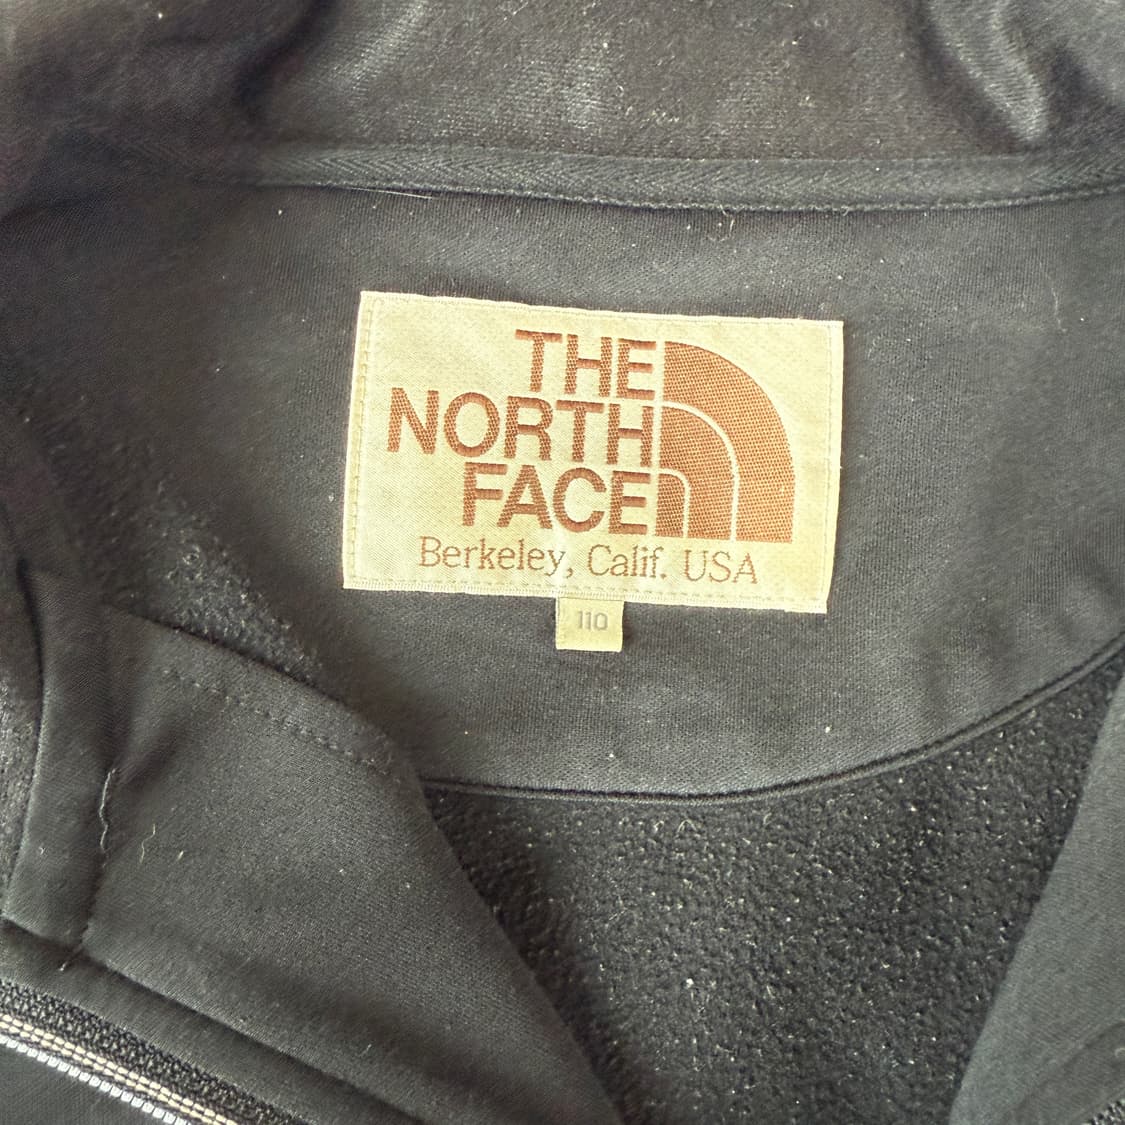 THE
NORTH
FACE
Berkeley, Calif. USA
110